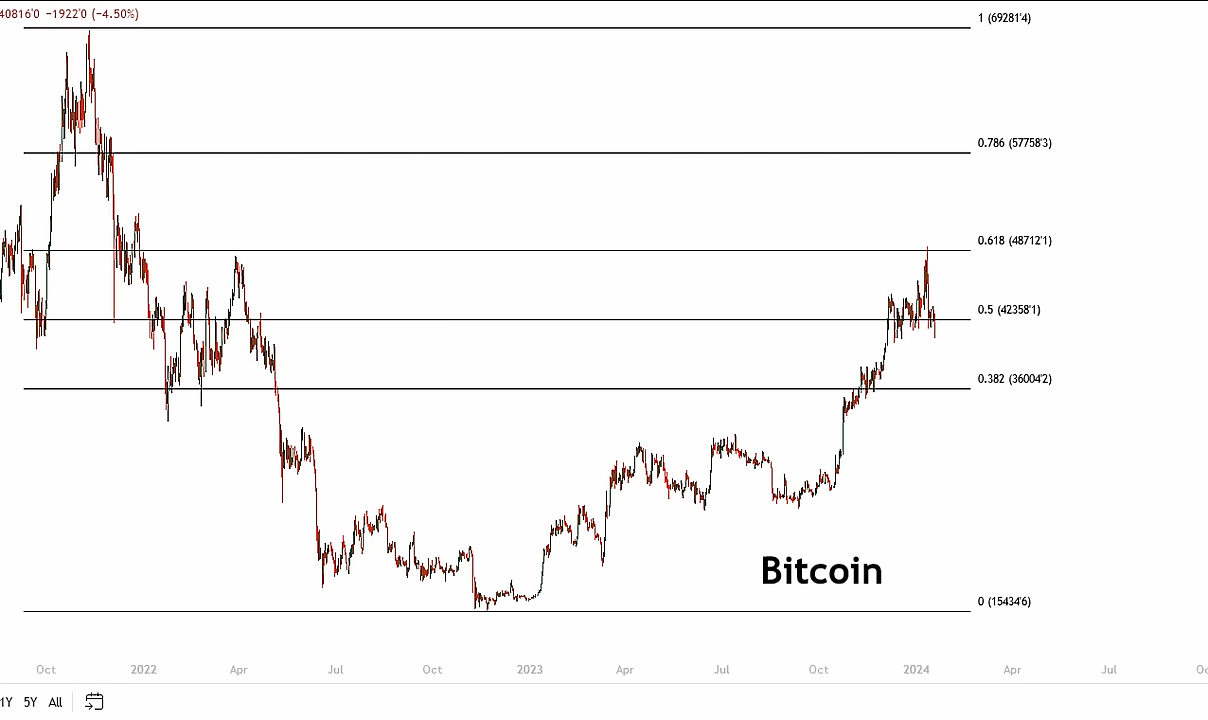 40816'0 −1922'0 (−4.50%)
1 (69281'4)
0.786 (57758'3)
0.618 (48712'1)
0.5 (42358'1)
0.382 (36004'2)
Bitcoin
0 (15434'6)
Oct 2022 Apr Jul Oct 2023 Apr Jul Oct 2024 Apr Jul Oc
1Y 5Y All